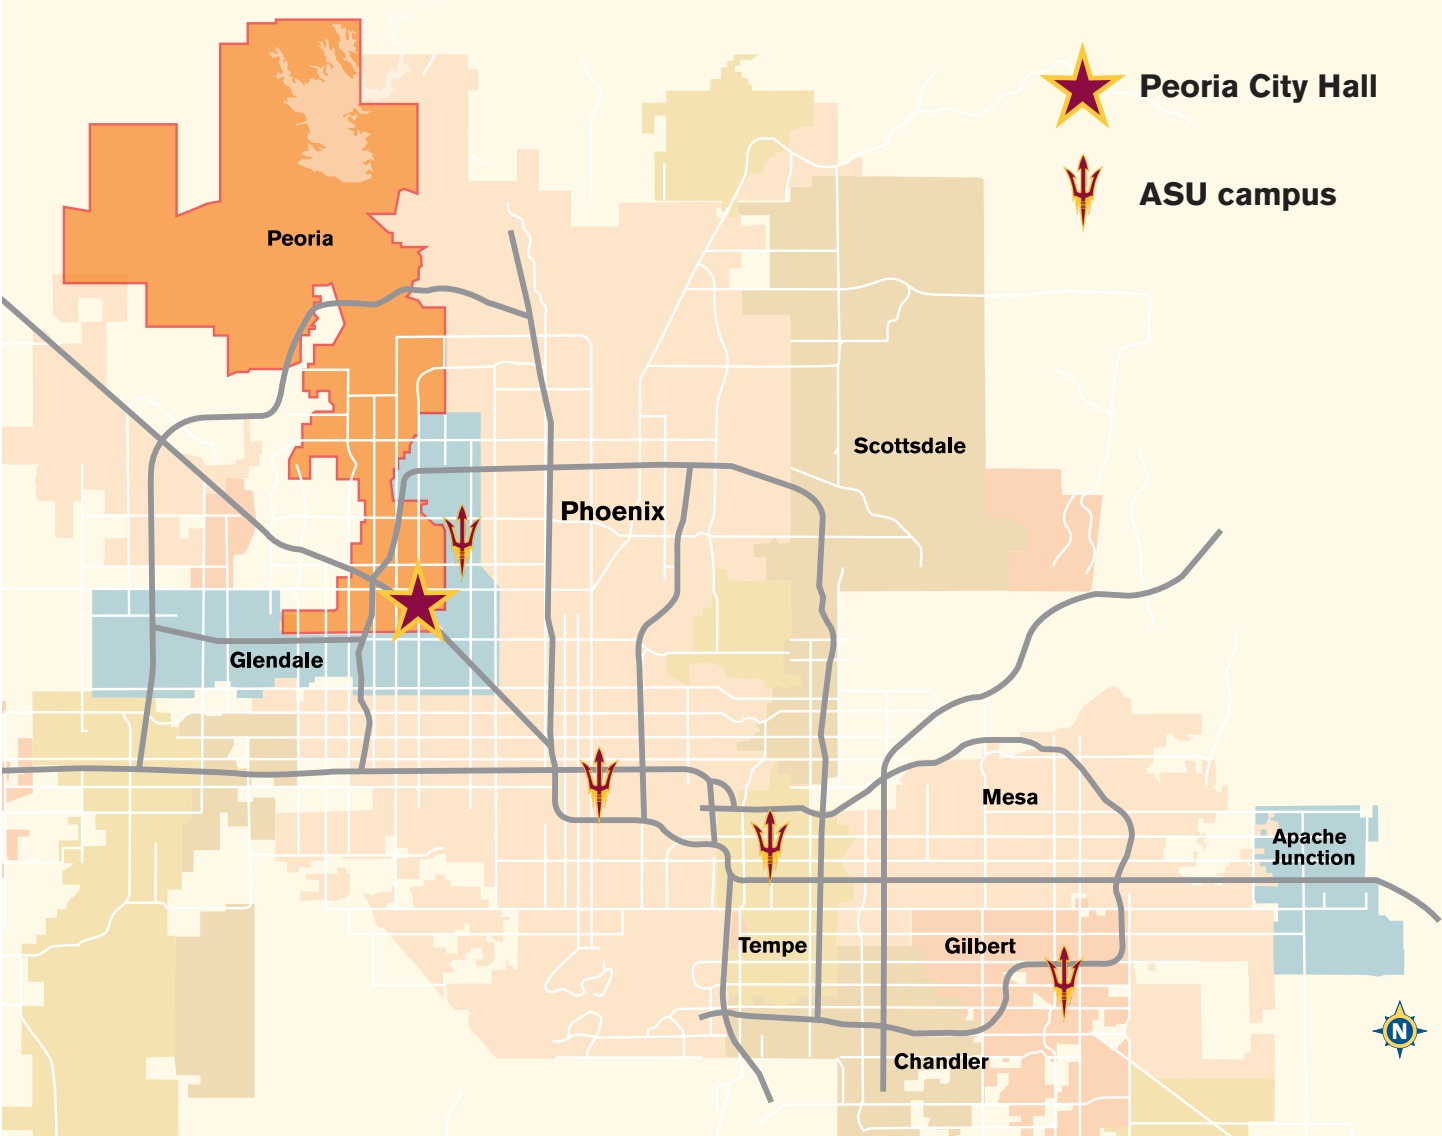 Peoria City Hall
ASU campus
Peoria
Scottsdale
Phoenix
Glendale
Mesa
Apache
Junction
Tempe
Gilbert
N
Chandler